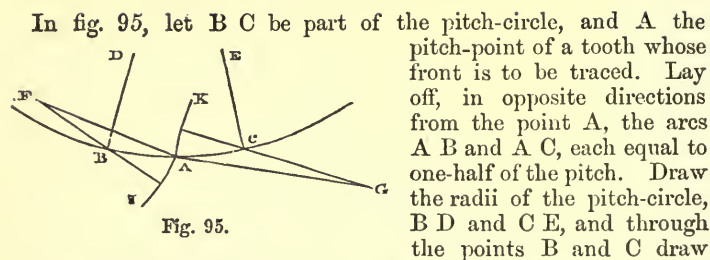 In fig. 95, let B C be part of the pitch-circle, and A the
pitch-point of a tooth whose
front is to be traced. Lay
off, in opposite directions
from the point A, the arcs
A B and A C, each equal to
one-half of the pitch. Draw
the radii of the pitch-circle,
B D and C E, and through
the points B and C draw
D
E
F
K
B
A
C
G
I
Fig. 95.